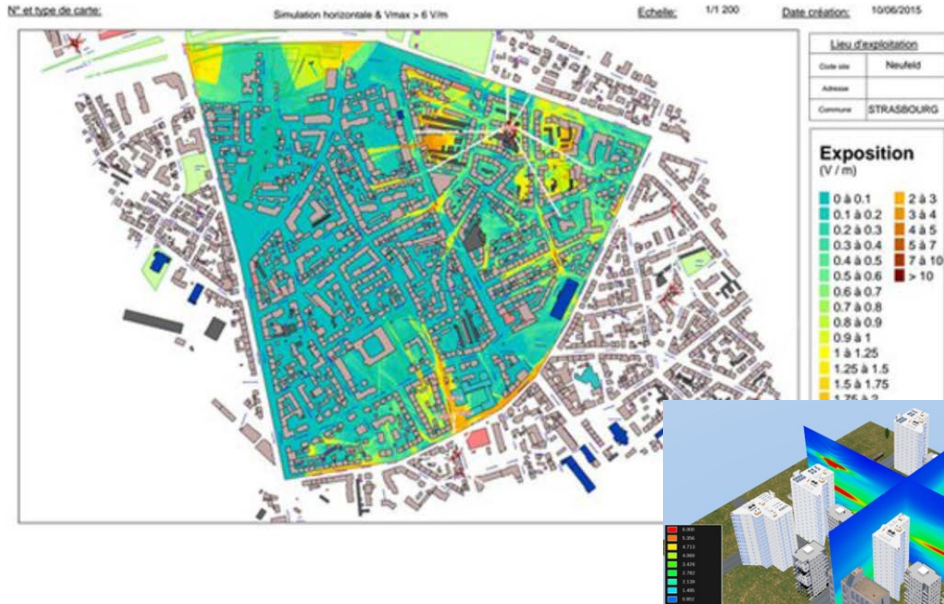 N° et type de carte:
Simulation horizontale & Vmax > 6 V/m
Echelle: 1/1 200
Date création: 10/06/2015
Lieu d'exploitation
Code site Neufeld
Adresse
Commune STRASBOURG
Exposition
(V / m)
0 à 0.1
0.1 à 0.2
0.2 à 0.3
0.3 à 0.4
0.4 à 0.5
0.5 à 0.6
0.6 à 0.7
0.7 à 0.8
0.8 à 0.9
0.9 à 1
1 à 1.25
1.25 à 1.5
1.5 à 1.75
1.75 à 2
2 à 3
3 à 4
4 à 5
5 à 7
7 à 10
> 10